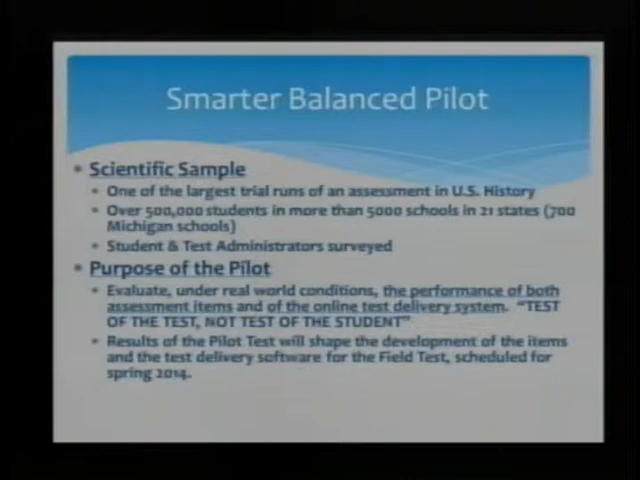 Smarter Balanced Pilot
• Scientific Sample
• One of the largest trial runs of an assessment in U.S. History
• Over 500,000 students in more than 5000 schools in 21 states (700
Michigan schools)
• Student & Test Administrators surveyed
• Purpose of the Pilot
• Evaluate, under real world conditions, the performance of both
assessment items and of the online test delivery system. "TEST
OF THE TEST, NOT TEST OF THE STUDENT"
• Results of the Pilot Test will shape the development of the items
and the test delivery software for the Field Test, scheduled for
spring 2014.